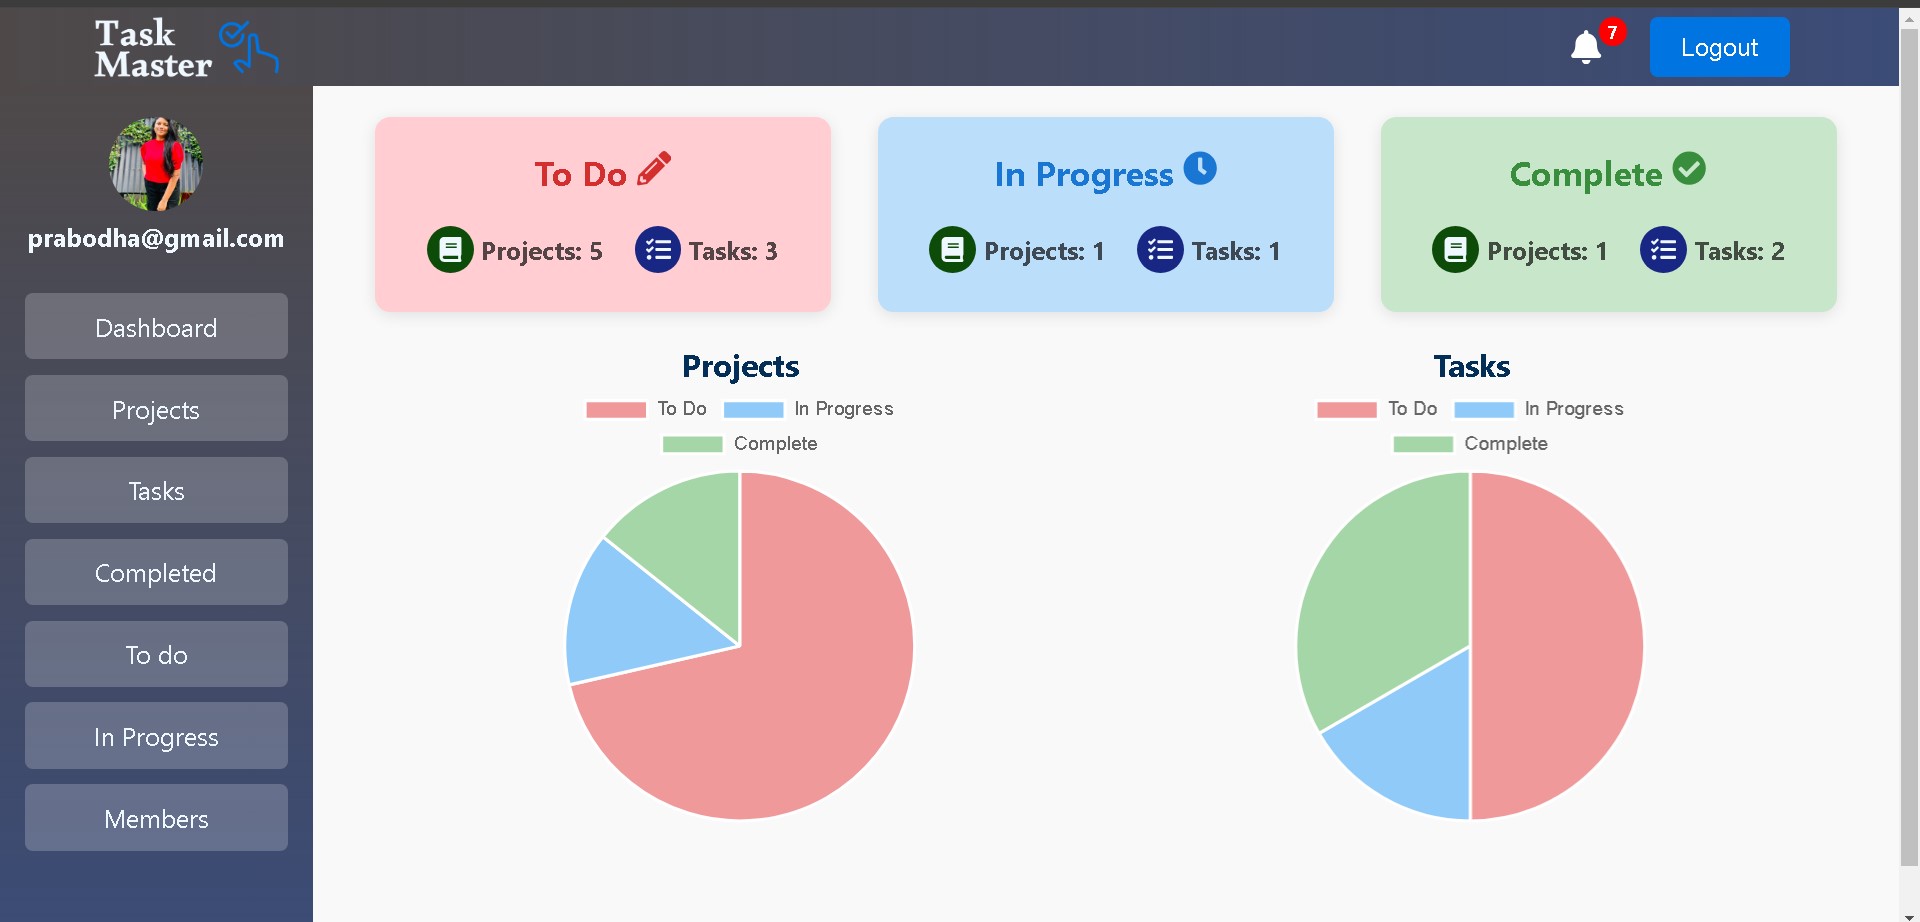 Task
Master
7
Logout
prabodha@gmail.com
Dashboard
Projects
Tasks
Completed
To do
In Progress
Members
To Do
Projects: 5 Tasks: 3
In Progress
Projects: 1 Tasks: 1
Complete
Projects: 1 Tasks: 2
Projects
To Do In Progress
Complete
Tasks
To Do In Progress
Complete